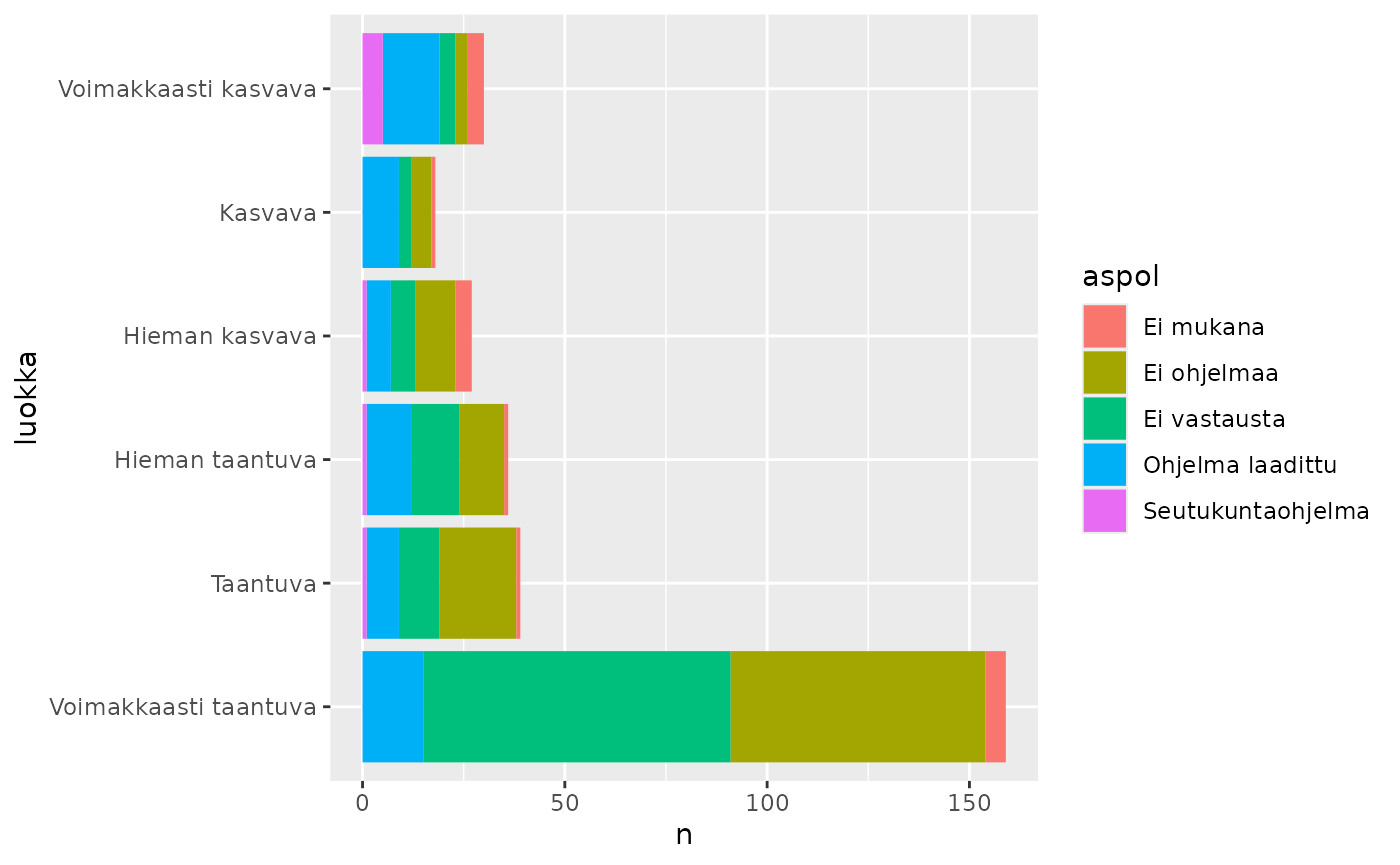 Voimakkaasti kasvava
Kasvava
Hieman kasvava
Hieman taantuva
Taantuva
Voimakkaasti taantuva
luokka
0 50 100 150
n
aspol
Ei mukana
Ei ohjelmaa
Ei vastausta
Ohjelma laadittu
Seutukuntaohjelma